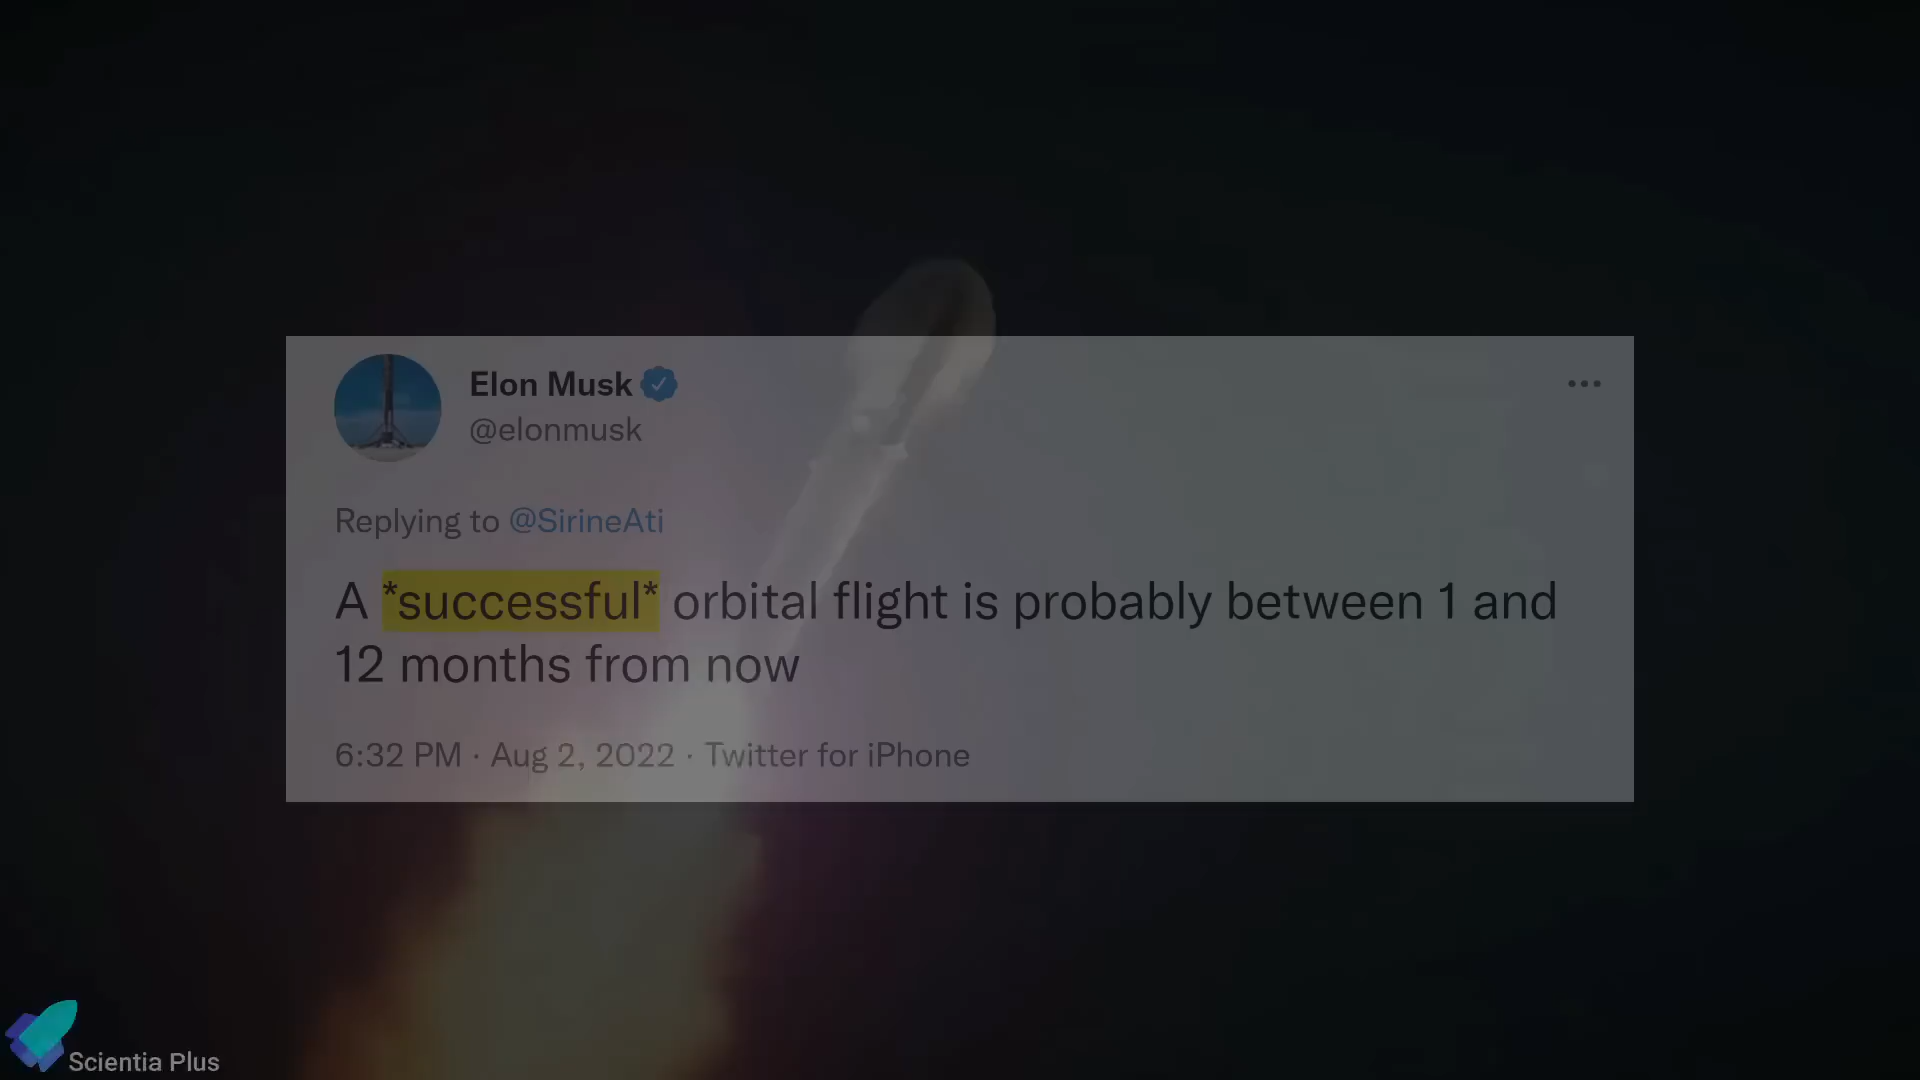 Elon Musk
@elonmusk
Replying to @SirineAti
A *successful* orbital flight is probably between 1 and
12 months from now
6:32 PM · Aug 2, 2022 · Twitter for iPhone
Scientia Plus